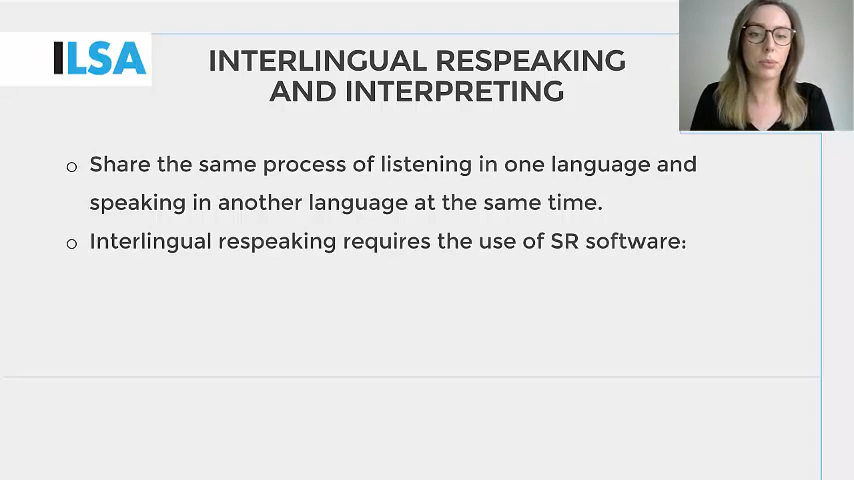 ILSA
INTERLINGUAL RESPEAKING
AND INTERPRETING
o Share the same process of listening in one language and
speaking in another language at the same time.
o Interlingual respeaking requires the use of SR software: